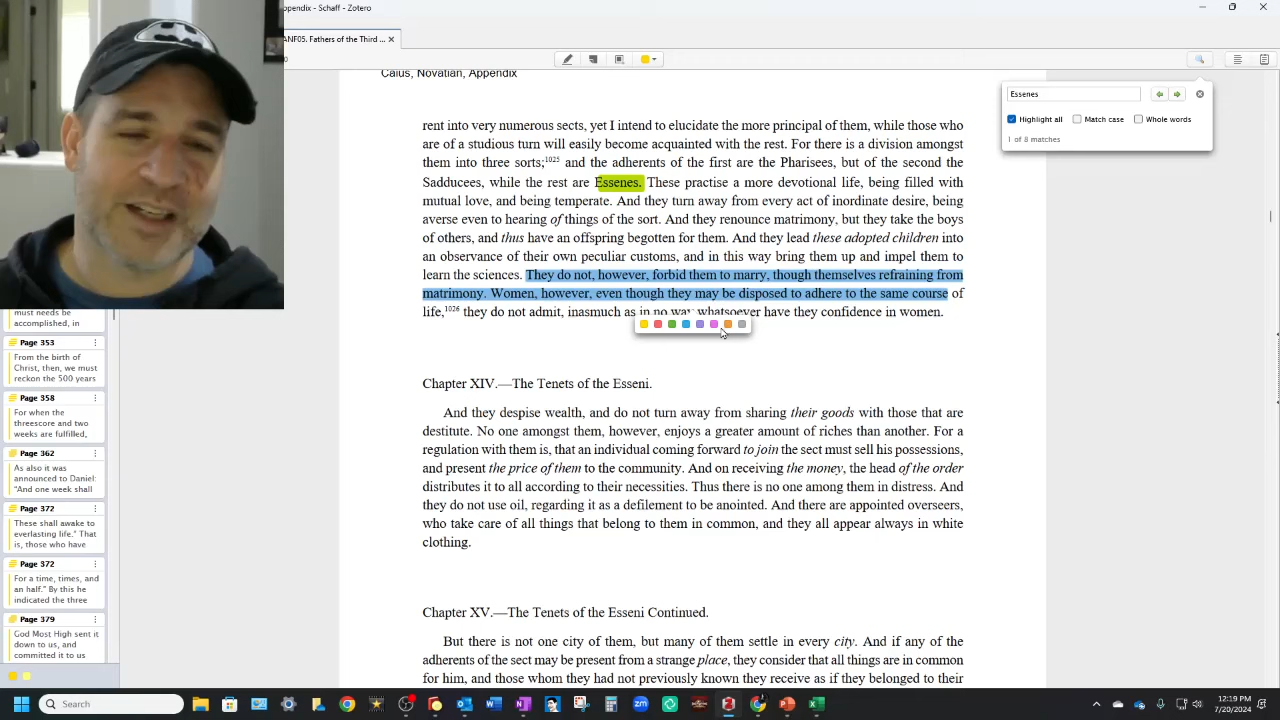 ppendix - Schaff - Zotero
ANF05. Fathers of the Third ...
Caius, Novatian, Appendix
Essenes
Highlight all
Match case
Whole words
1 of 8 matches
rent into very numerous sects, yet I intend to elucidate the more principal of them, while those who
are of a studious turn will easily become acquainted with the rest. For there is a division amongst
them into three sorts;1025 and the adherents of the first are the Pharisees, but of the second the
Sadducees, while the rest are Essenes. These practise a more devotional life, being filled with
mutual love, and being temperate. And they turn away from every act of inordinate desire, being
averse even to hearing of things of the sort. And they renounce matrimony, but they take the boys
of others, and thus have an offspring begotten for them. And they lead these adopted children into
an observance of their own peculiar customs, and in this way bring them up and impel them to
learn the sciences. They do not, however, forbid them to marry, though themselves refraining from
matrimony. Women, however, even though they may be disposed to adhere to the same course of
life,1026 they do not admit, inasmuch as in no way whatsoever have they confidence in women.
Chapter XIV.—The Tenets of the Esseni.
And they despise wealth, and do not turn away from sharing their goods with those that are
destitute. No one amongst them, however, enjoys a greater amount of riches than another. For a
regulation with them is, that an individual coming forward to join the sect must sell his possessions,
and present the price of them to the community. And on receiving the money, the head of the order
distributes it to all according to their necessities. Thus there is no one among them in distress. And
they do not use oil, regarding it as a defilement to be anointed. And there are appointed overseers,
who take care of all things that belong to them in common, and they all appear always in white
clothing.
Chapter XV.—The Tenets of the Esseni Continued.
But there is not one city of them, but many of them settle in every city. And if any of the
adherents of the sect may be present from a strange place, they consider that all things are in common
for him, and those whom they had not previously known they receive as if they belonged to their
must needs be
accomplished, in
Page 353
From the birth of
Christ, then, we must
reckon the 500 years
Page 358
For when the
threescore and two
weeks are fulfilled,
Page 362
As also it was
announced to Daniel:
"And one week shall
Page 372
These shall awake to
everlasting life." That
is, those who have
Page 372
For a time, times, and
an half." By this he
indicated the three
Page 379
God Most High sent it
down to us, and
committed it to us
Search
12:19 PM
7/20/2024